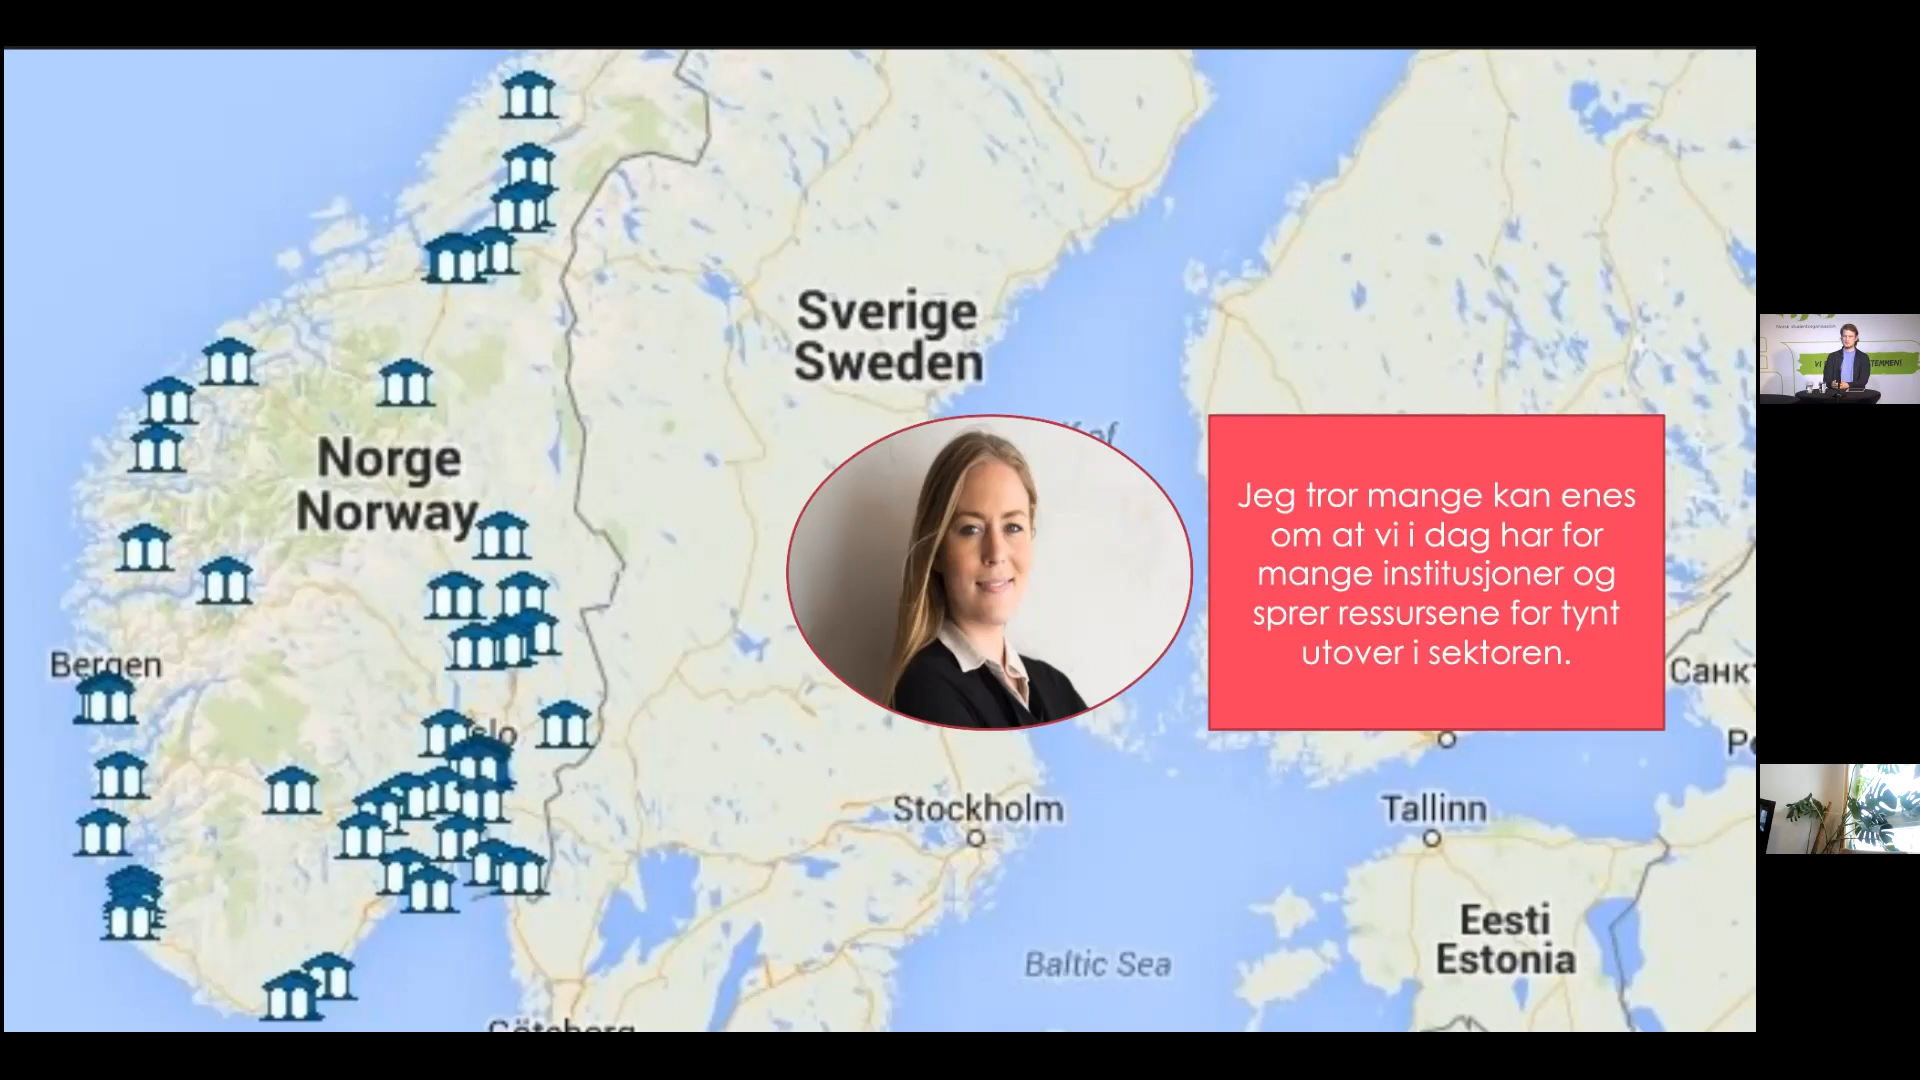 Sverige
Sweden
Norge
Norway
Jeg tror mange kan enes
om at vi i dag har for
mange institusjoner og
sprer ressursene for tynt
utover i sektoren.
Bergen
Stockholm
Tallinn
Eesti
Estonia
Baltic Sea
Göteborg